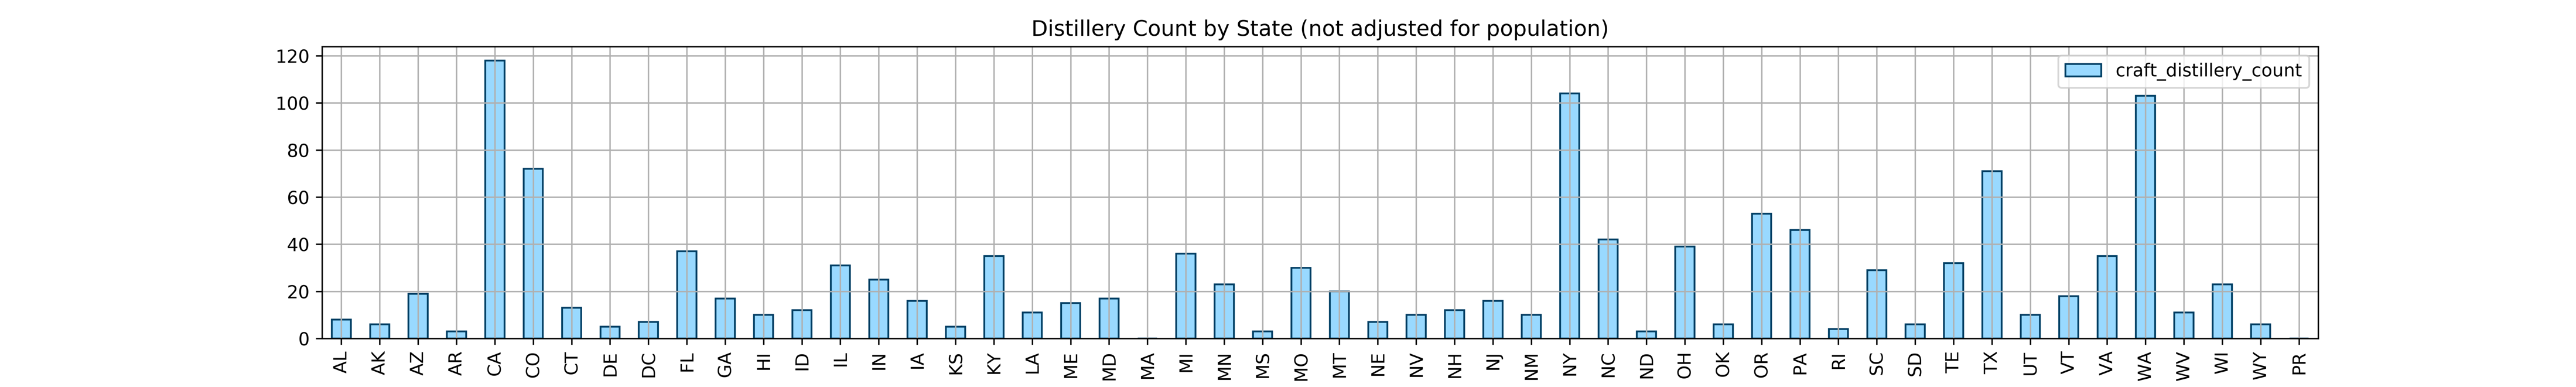 Distillery Count by State (not adjusted for population)
120
100
80
60
40
20
0
craft_distillery_count
AL AK AZ AR CA CO CT DE DC FL GA HI ID IL IN IA KS KY LA ME MD MA MI MN MS MO MT NE NV NH NJ NM NY NC ND OH OK OR PA RI SC SD TE TX UT VT VA WA WV WI WY PR